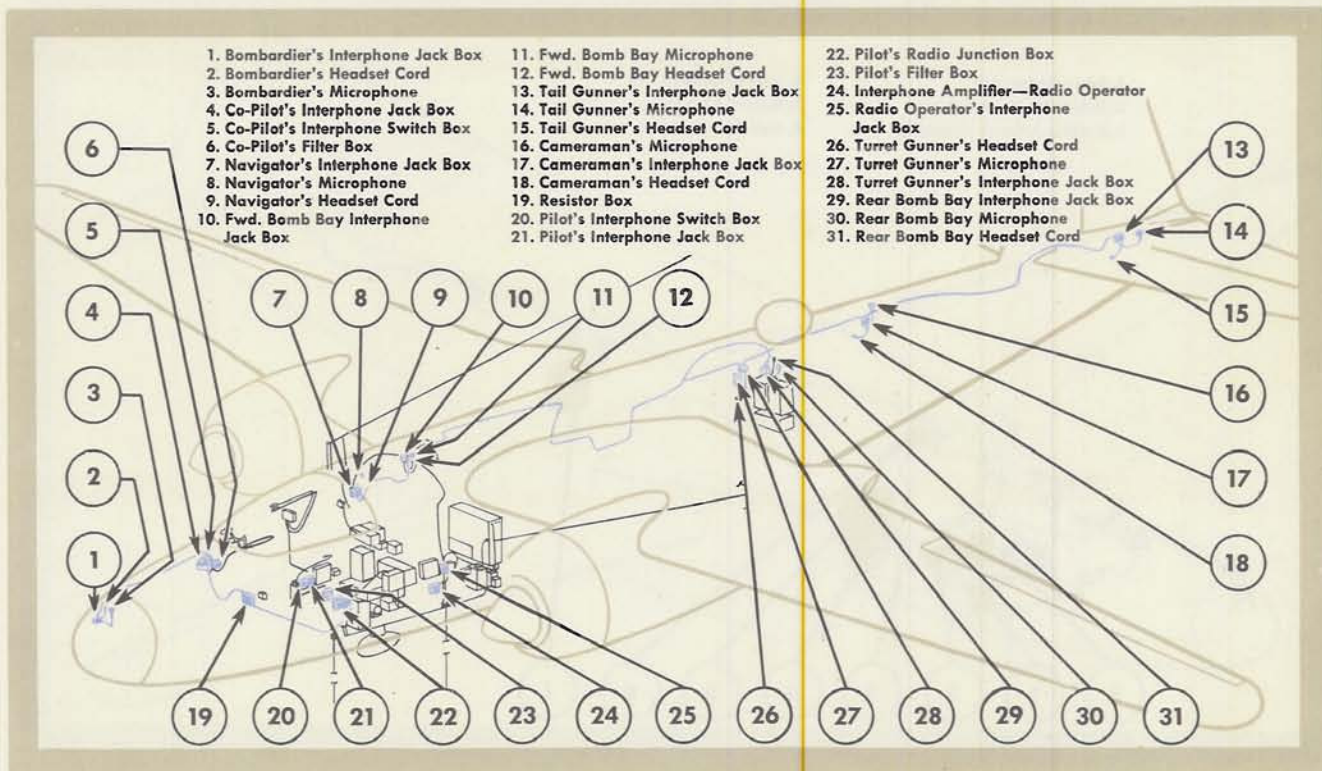 1. Bombardier's Interphone Jack Box
2. Bombardier's Headset Cord
3. Bombardier's Microphone
4. Co-Pilot's Interphone Jack Box
5. Co-Pilot's Interphone Switch Box
6. Co-Pilot's Filter Box
7. Navigator's Interphone Jack Box
8. Navigator's Microphone
9. Navigator's Headset Cord
10. Fwd. Bomb Bay Interphone
Jack Box
11. Fwd. Bomb Bay Microphone
12. Fwd. Bomb Bay Headset Cord
13. Tail Gunner's Interphone Jack Box
14. Tail Gunner's Microphone
15. Tail Gunner's Headset Cord
16. Cameraman's Microphone
17. Cameraman's Interphone Jack Box
18. Cameraman's Headset Cord
19. Resistor Box
20. Pilot's Interphone Switch Box
21. Pilot's Interphone Jack Box
22. Pilot's Radio Junction Box
23. Pilot's Filter Box
24. Interphone Amplifier—Radio Operator
25. Radio Operator's Interphone
Jack Box
26. Turret Gunner's Headset Cord
27. Turret Gunner's Microphone
28. Turret Gunner's Interphone Jack Box
29. Rear Bomb Bay Interphone Jack Box
30. Rear Bomb Bay Microphone
31. Rear Bomb Bay Headset Cord
6
5
4
3
2
1
7
8
9
10
11
12
13
14
15
16
17
18
19
20
21
22
23
24
25
26
27
28
29
30
31